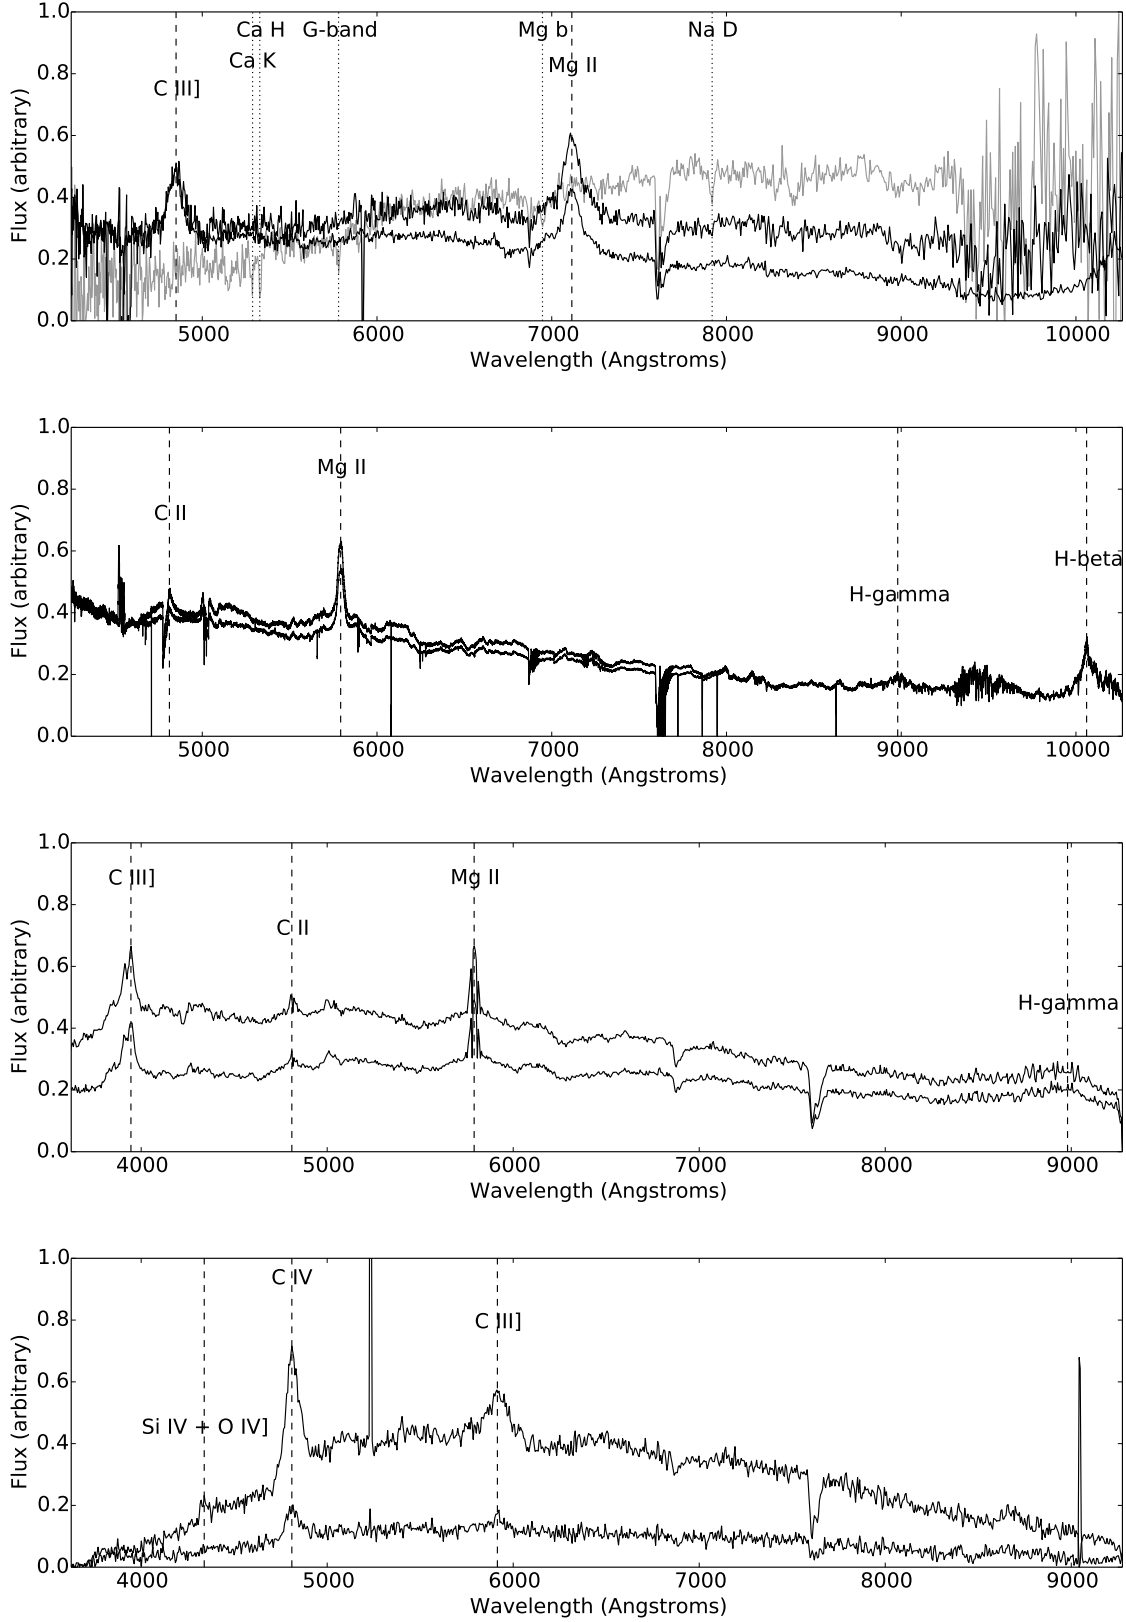 1.0
0.8
0.6
0.4
0.2
0.0
Flux (arbitrary)
Ca H G-band Mg b Na D
Ca K Mg II
C III]
5000 6000 7000 8000 9000 10000
Wavelength (Angstroms)
1.0
0.8
0.6
0.4
0.2
0.0
Flux (arbitrary)
Mg II
C II
H-beta
H-gamma
5000 6000 7000 8000 9000 10000
Wavelength (Angstroms)
1.0
0.8
0.6
0.4
0.2
0.0
Flux (arbitrary)
C III] Mg II
C II
H-gamma
4000 5000 6000 7000 8000 9000
Wavelength (Angstroms)
1.0
0.8
0.6
0.4
0.2
0.0
Flux (arbitrary)
C IV
C III]
Si IV + O IV]
4000 5000 6000 7000 8000 9000
Wavelength (Angstroms)